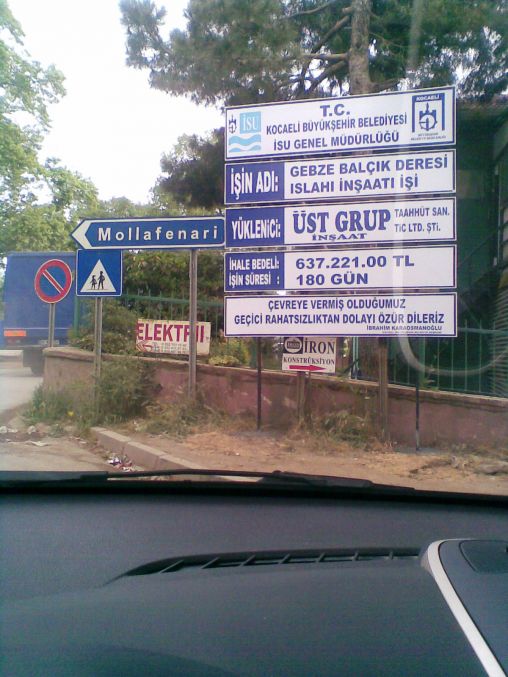 T.C.
KOCAELİ BÜYÜKŞEHİR BELEDİYESİ
İSU GENEL MÜDÜRLÜĞÜ
İSU
KOCAELİ
İŞİN ADI:
GEBZE BALÇIK DERESİ
ISLAHI İNŞAATI İŞİ
YÜKLENİCİ:
ÜST GRUP
İNŞAAT
TAAHHÜT SAN.
TİC LTD. ŞTİ.
İHALE BEDELİ:
İŞİN SÜRESİ :
637.221.00 TL
180 GÜN
ÇEVREYE VERMİŞ OLDUĞUMUZ
GEÇİCİ RAHATSIZLIKTAN DOLAYI ÖZÜR DİLERİZ
İBRAHİM KARAOSMANOĞLU
Mollafenari
ELEKTRİ
İRON
KONSTRÜKSİYON